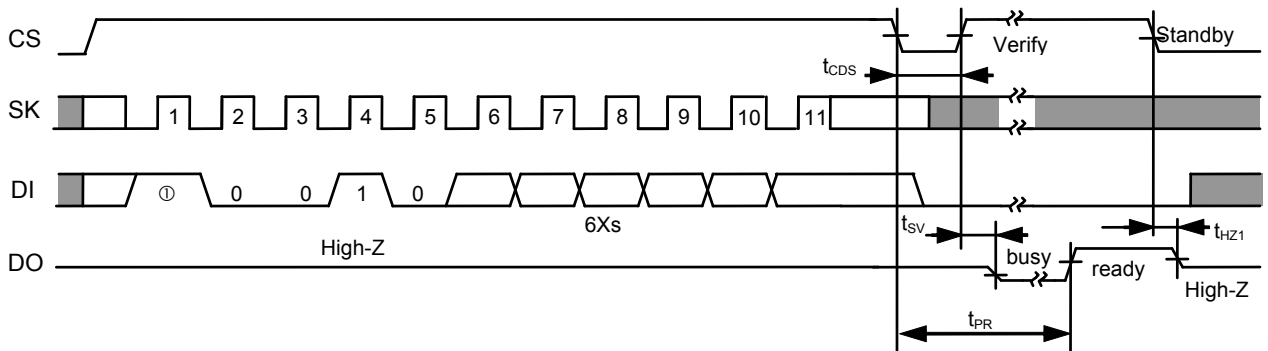 CS
Verify
Standby
tCDS
SK 1 2 3 4 5 6 7 8 9 10 11
DI ① 0 0 1 0
6Xs
tSV
tHZ1
High-Z
DO
busy
ready
High-Z
tPR